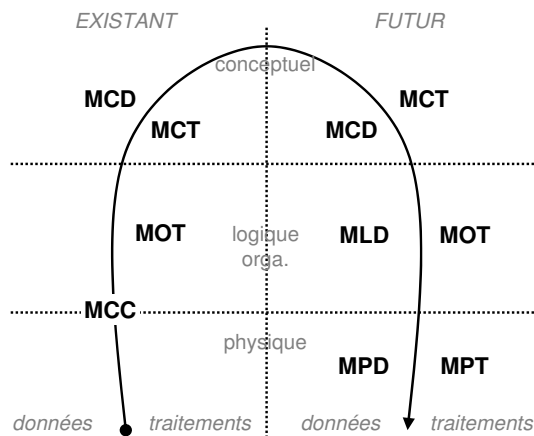 EXISTANT FUTUR
conceptuel
MCD MCT
MCT MCD
MOT logique MLD MOT
orga.
MCC
physique
MPD MPT
données traitements données traitements